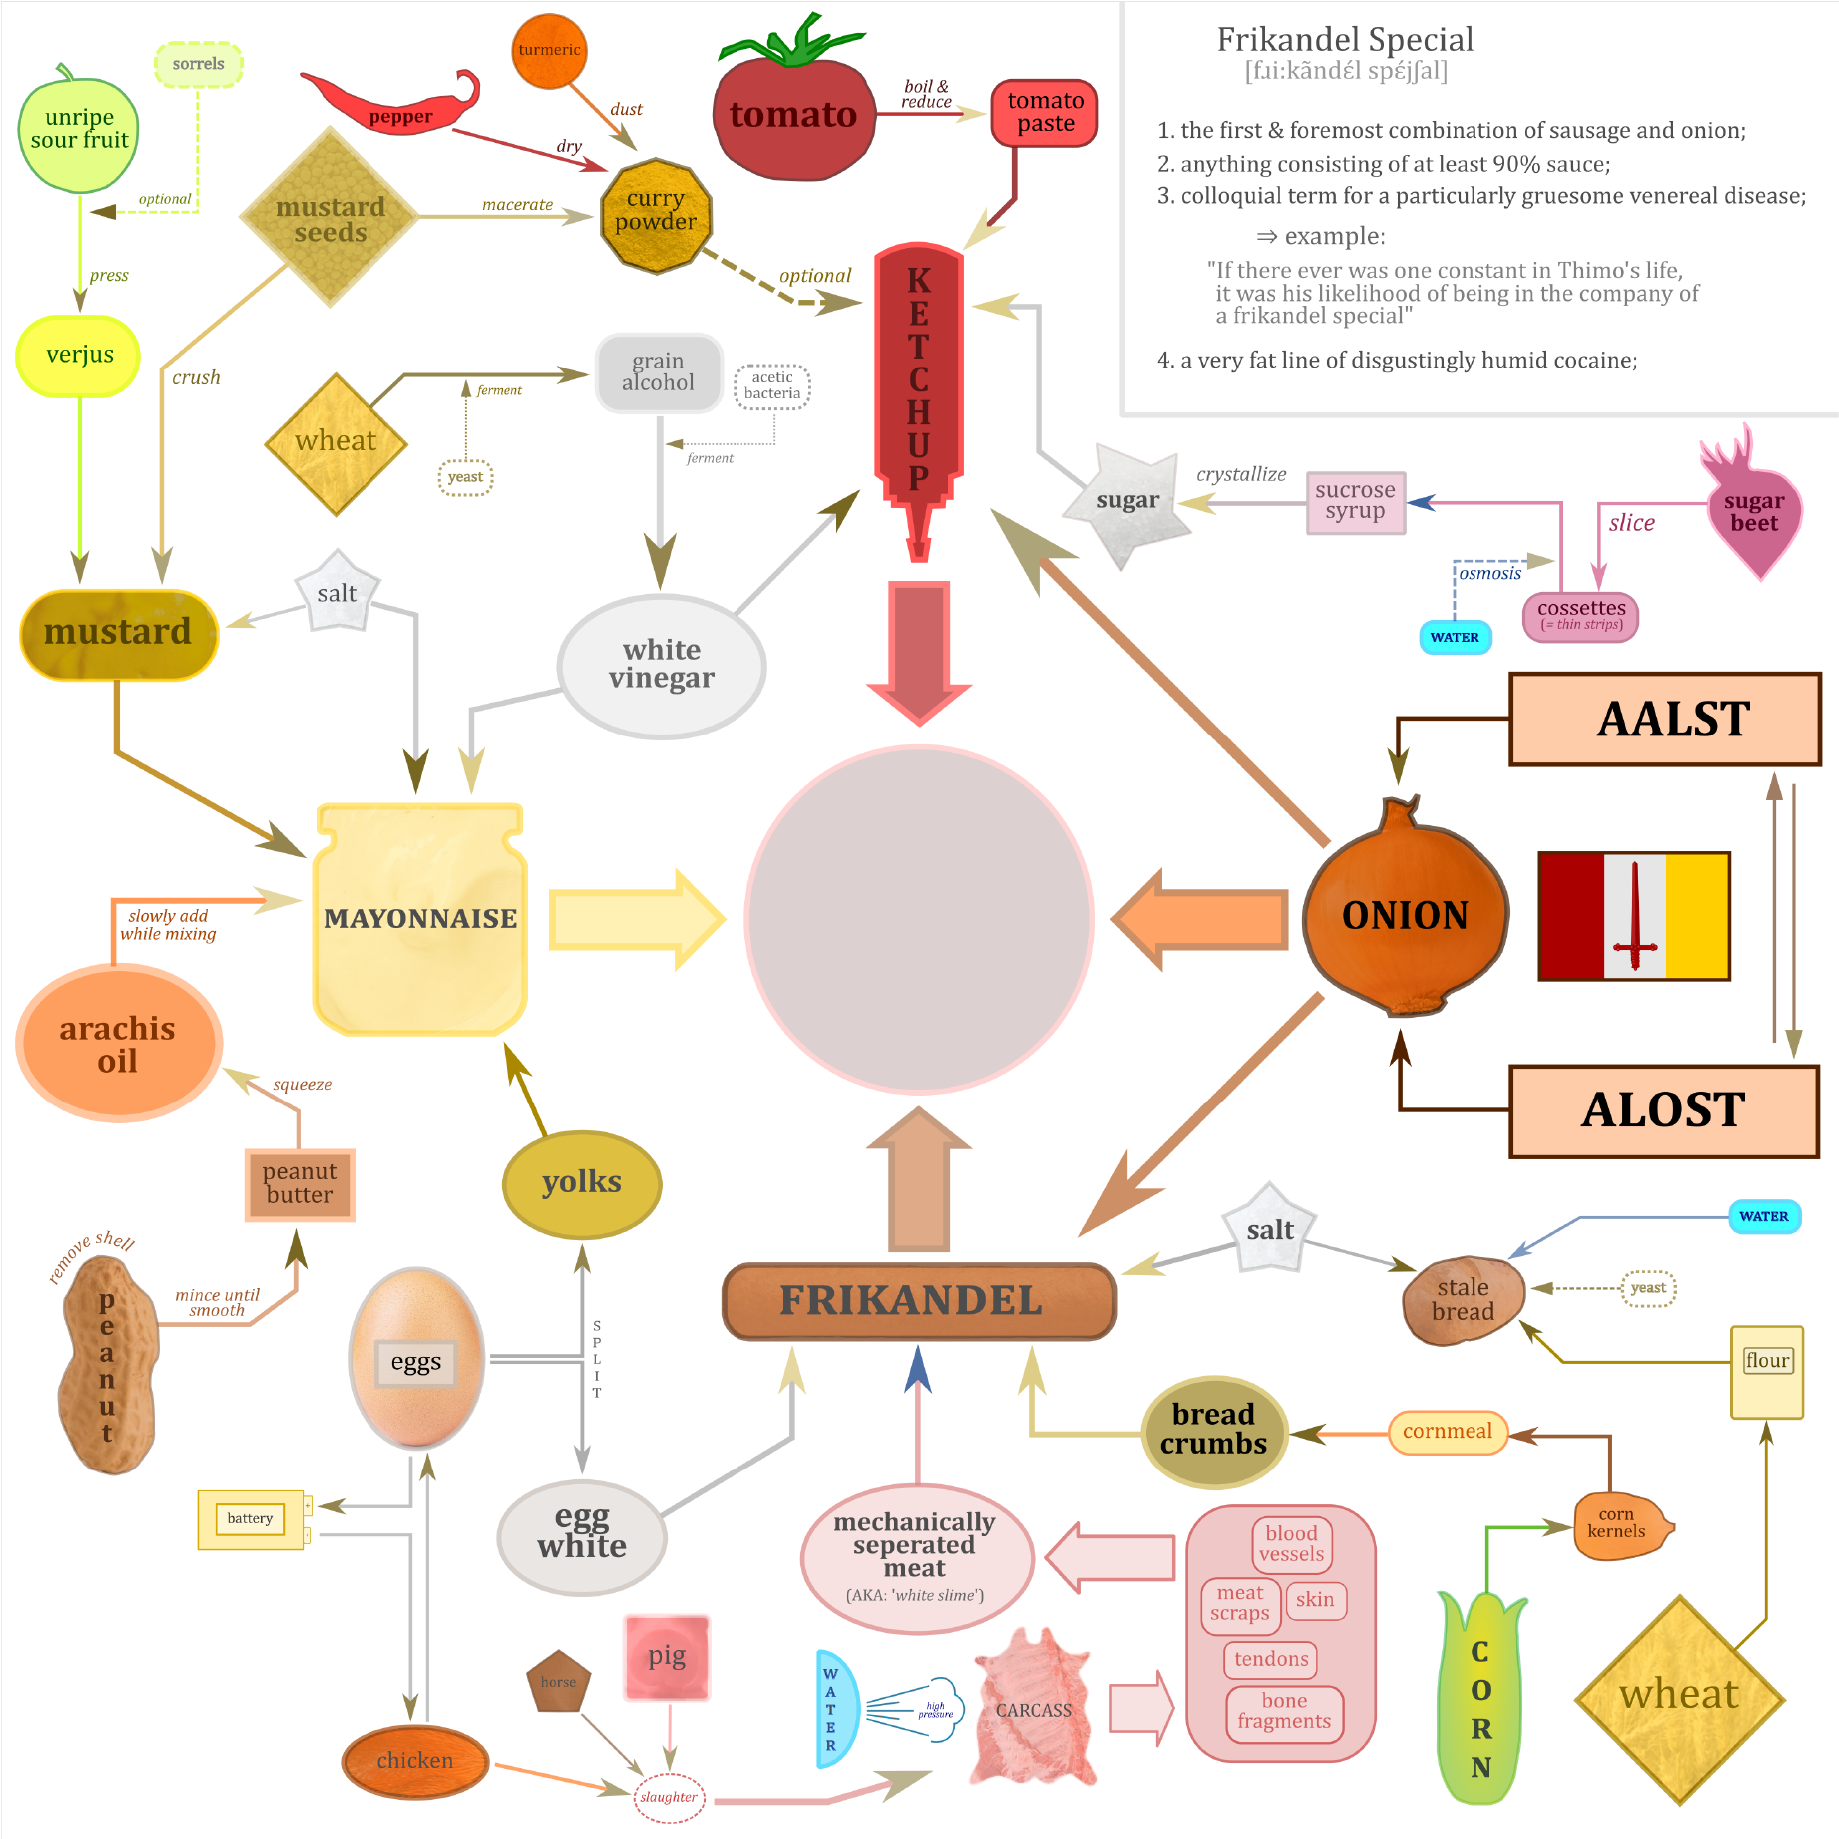 Frikandel Special
[fɹi:kãndɛ́l spɛ́jʃal]
1. the first & foremost combination of sausage and onion;
2. anything consisting of at least 90% sauce;
3. colloquial term for a particularly gruesome venereal disease;
⇒ example:
"If there ever was one constant in Thimo's life,
it was his likelihood of being in the company of
a frikandel special"
4. a very fat line of disgustingly humid cocaine;
unripe
sour fruit
sorrels
optional
press
verjus
pepper
dry
turmeric
dust
mustard
seeds
macerate
crush
curry
powder
optional
tomato
boil &
reduce
tomato
paste
KETCHUP
wheat
ferment
yeast
grain
alcohol
acetic
bacteria
ferment
white
vinegar
salt
mustard
sugar
crystallize
sucrose
syrup
slice
sugar
beet
osmosis
WATER
cossettes
(= thin strips)
AALST
ONION
ALOST
MAYONNAISE
slowly add
while mixing
arachis
oil
squeeze
peanut
butter
remove shell
mince until
smooth
peanut
yolks
eggs
SPLIT
egg
white
battery
+
-
chicken
horse
pig
slaughter
WATER
high
pressure
CARCASS
blood
vessels
meat
scraps
skin
tendons
bone
fragments
mechanically
seperated
meat
(AKA: 'white slime')
FRIKANDEL
salt
stale
bread
WATER
yeast
flour
bread
crumbs
cornmeal
corn
kernels
CORN
wheat